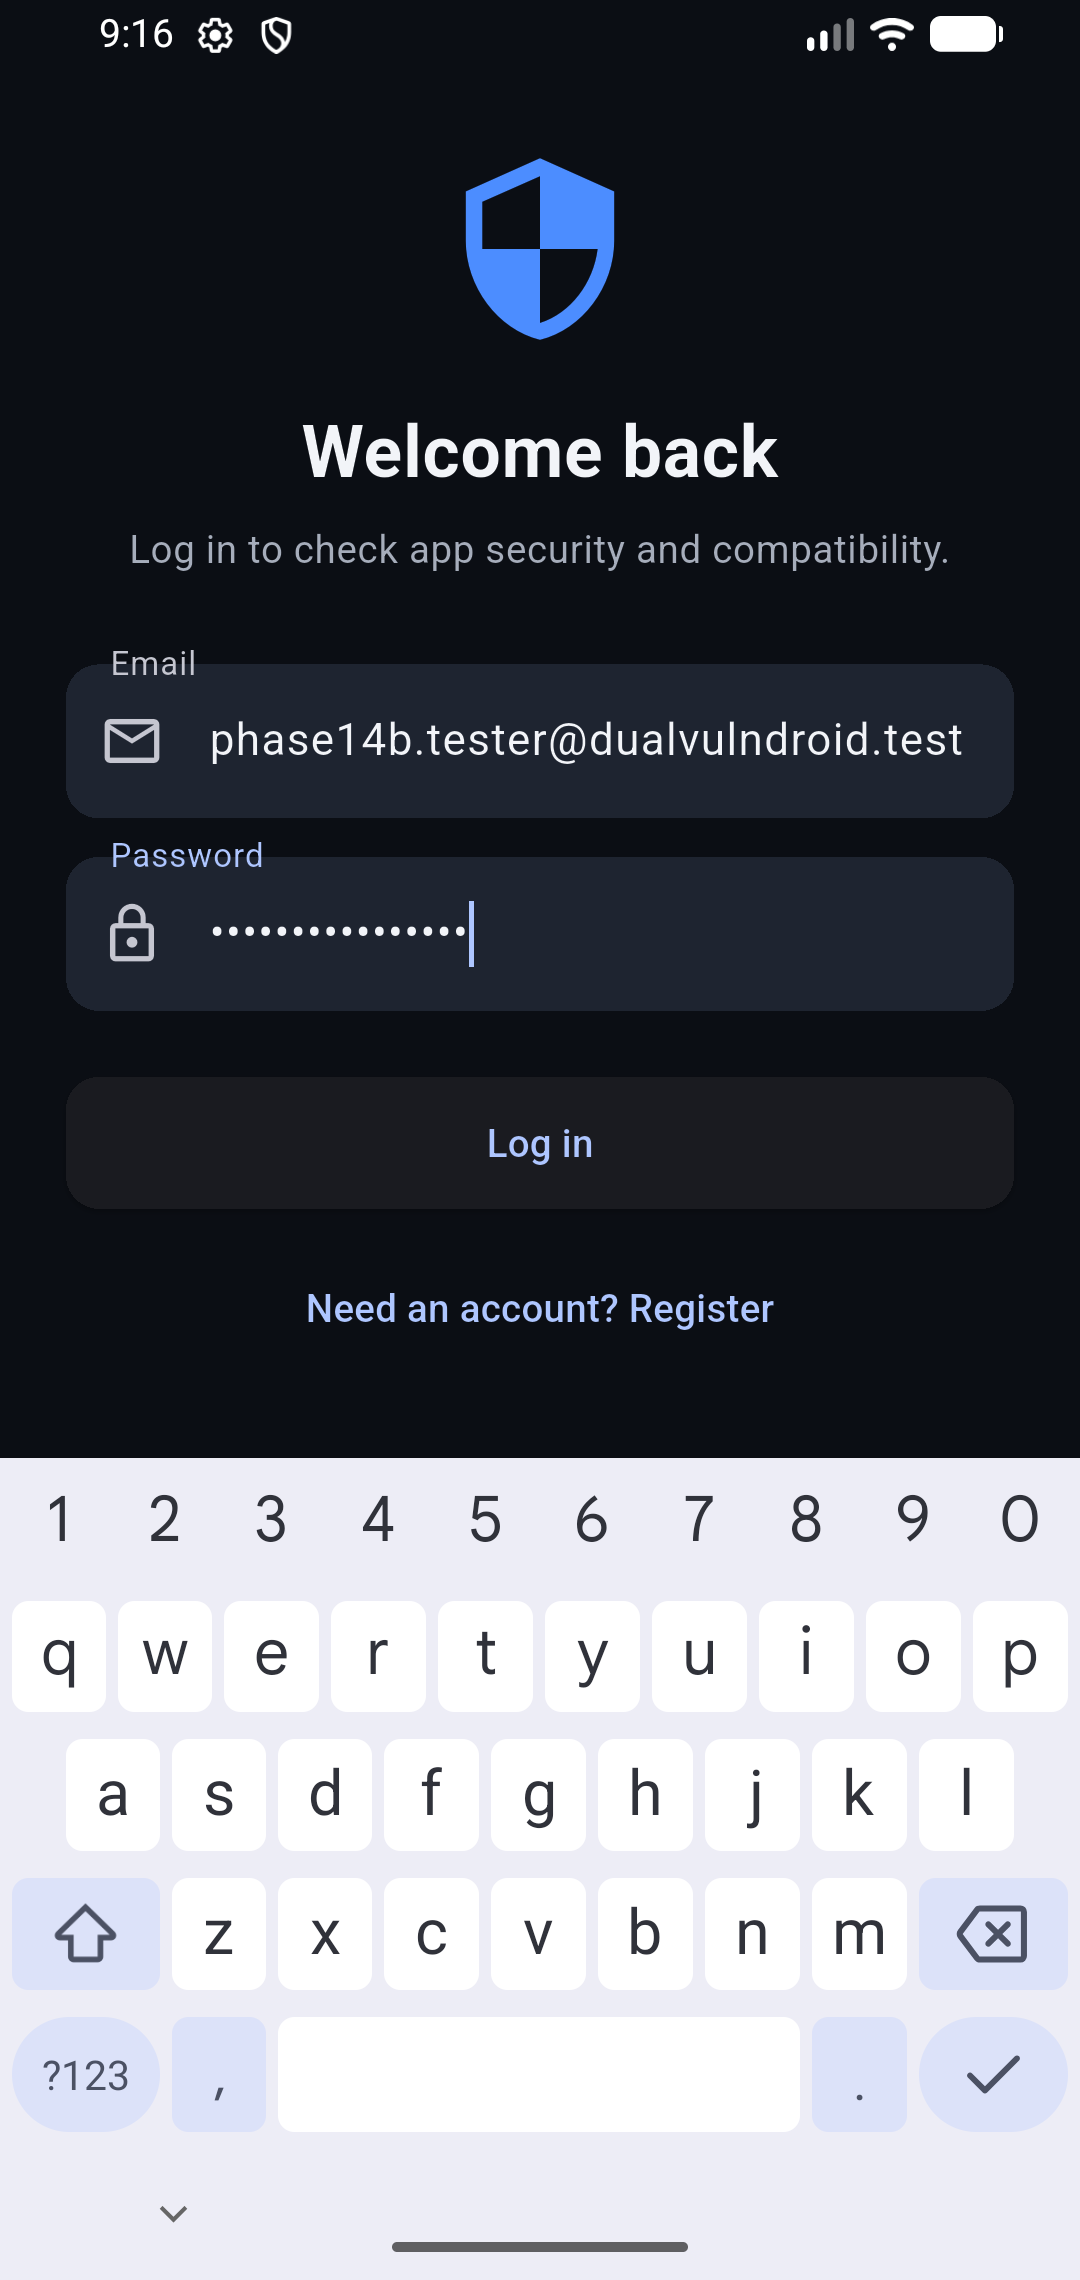 9:16
Welcome back
Log in to check app security and compatibility.
Email
phase14b.tester@dualvulndroid.test
Password
••••••••••••••••
Log in
Need an account? Register
1 2 3 4 5 6 7 8 9 0
q w e r t y u i o p
a s d f g h j k l
z x c v b n m
?123 , .